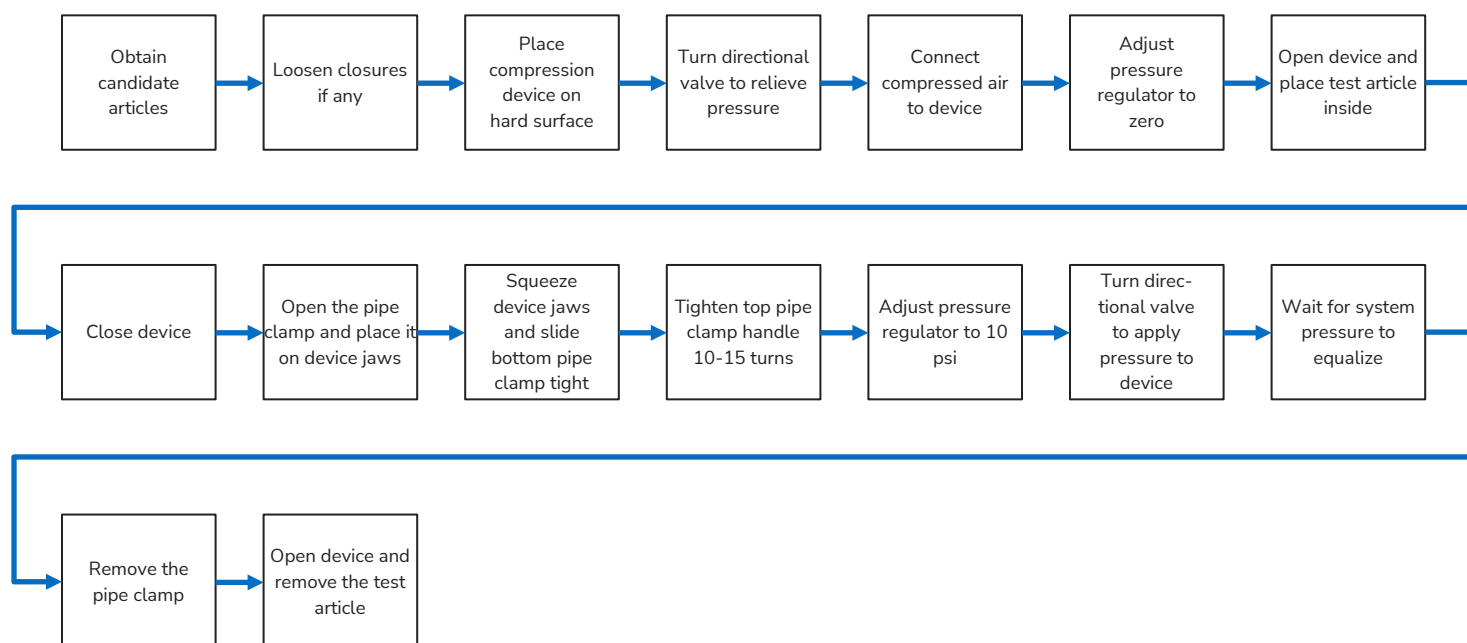 Obtain
candidate
articles
Loosen closures
if any
Place
compression
device on
hard surface
Turn directional
valve to relieve
pressure
Connect
compressed air
to device
Adjust
pressure
regulator to
zero
Open device and
place test article
inside
Close device
Open the pipe
clamp and place it
on device jaws
Squeeze
device jaws
and slide
bottom pipe
clamp tight
Tighten top pipe
clamp handle
10-15 turns
Adjust pressure
regulator to 10
psi
Turn direc-
tional valve
to apply
pressure to
device
Wait for system
pressure to
equalize
Remove the
pipe clamp
Open device and
remove the test
article